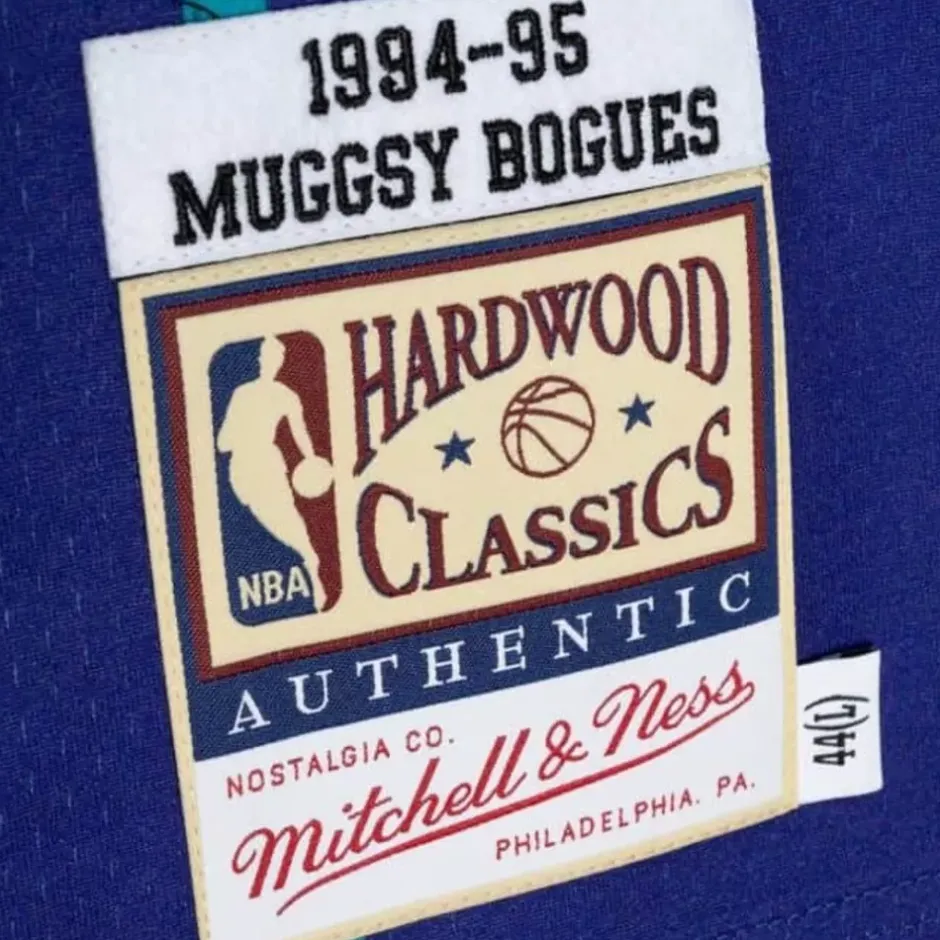 1994-95
MUGGSY BOGUES
HARDWOOD
CLASSICS
NBA
AUTHENTIC
NOSTALGIA CO.
Mitchell & Ness
PHILADELPHIA. PA.
44(L)